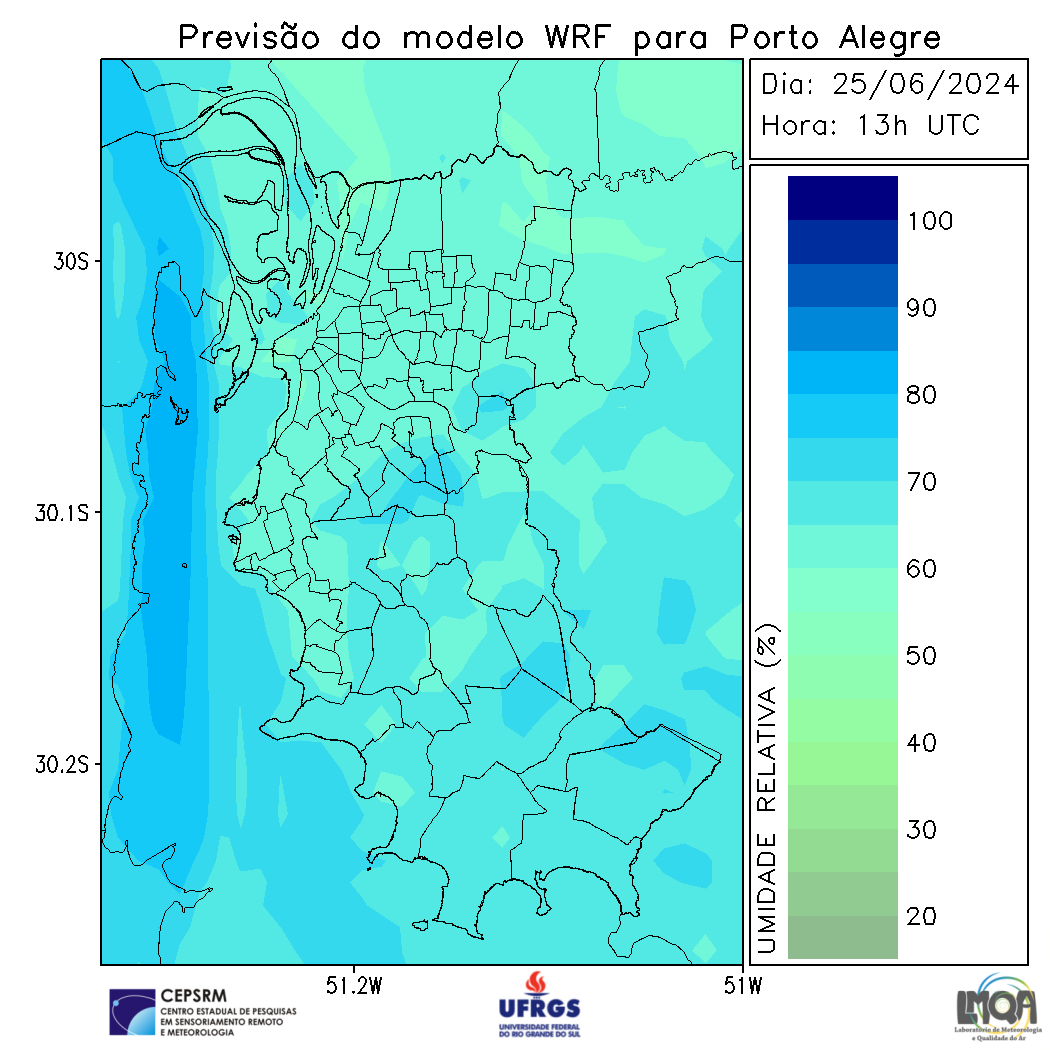 Previsão do modelo WRF para Porto Alegre
Dia: 25/06/2024
Hora: 13h UTC
30S
30.1S
30.2S
51.2W
51W
UMIDADE RELATIVA (%)
100
90
80
70
60
50
40
30
20
CEPSRM
CENTRO ESTADUAL DE PESQUISAS
EM SENSORIAMENTO REMOTO
E METEOROLOGIA
UFRGS
UNIVERSIDADE FEDERAL
DO RIO GRANDE DO SUL
LMQA
Laboratório de Meteorologia
e Qualidade do Ar